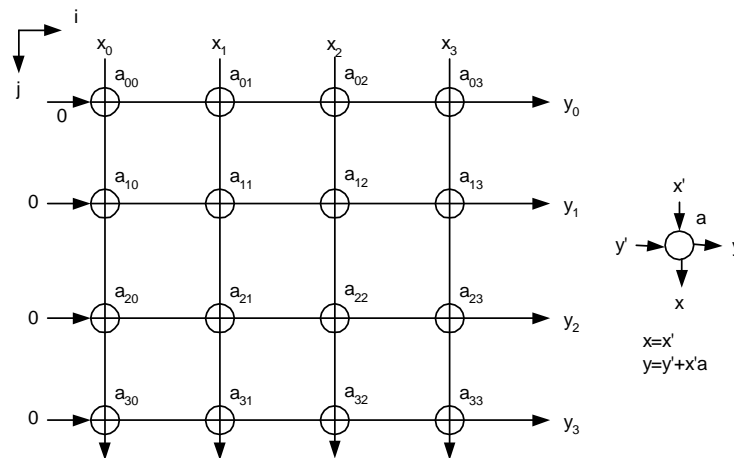 i
j
x0 x1 x2 x3
a00 a01 a02 a03
0 y0
a10 a11 a12 a13
0 y1
a20 a21 a22 a23
0 y2
a30 a31 a32 a33
0 y3
x'
a
y' y
x
x=x'
y=y'+x'a